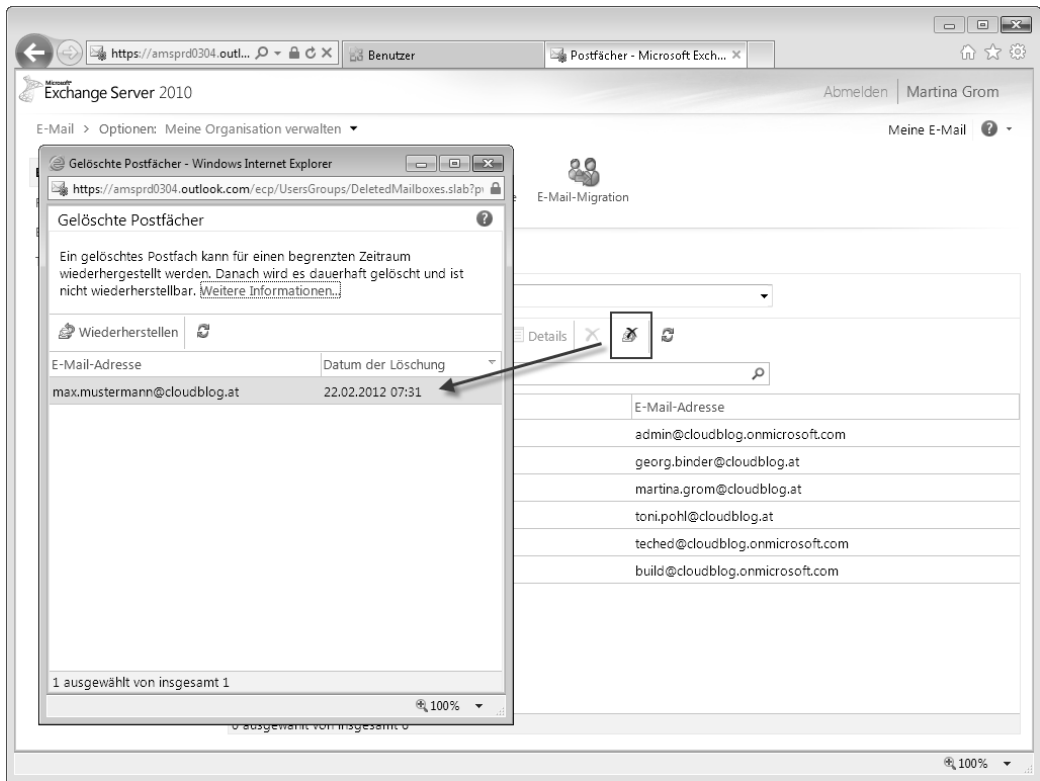 https://amsprd0304.outl...
Benutzer
Postfächer - Microsoft Exch...
Microsoft
Exchange Server 2010
Abmelden
Martina Grom
E-Mail > Optionen: Meine Organisation verwalten
Meine E-Mail
Gelöschte Postfächer - Windows Internet Explorer
https://amsprd0304.outlook.com/ecp/UsersGroups/DeletedMailboxes.slab?p
Gelöschte Postfächer
E-Mail-Migration
Ein gelöschtes Postfach kann für einen begrenzten Zeitraum
wiederhergestellt werden. Danach wird es dauerhaft gelöscht und ist
nicht wiederherstellbar. Weitere Informationen...
Wiederherstellen
Details
E-Mail-Adresse Datum der Löschung
max.mustermann@cloudblog.at 22.02.2012 07:31
E-Mail-Adresse
admin@cloudblog.onmicrosoft.com
georg.binder@cloudblog.at
martina.grom@cloudblog.at
toni.pohl@cloudblog.at
teched@cloudblog.onmicrosoft.com
build@cloudblog.onmicrosoft.com
1 ausgewählt von insgesamt 1
100%
ausgewählt von insgesamt
100%